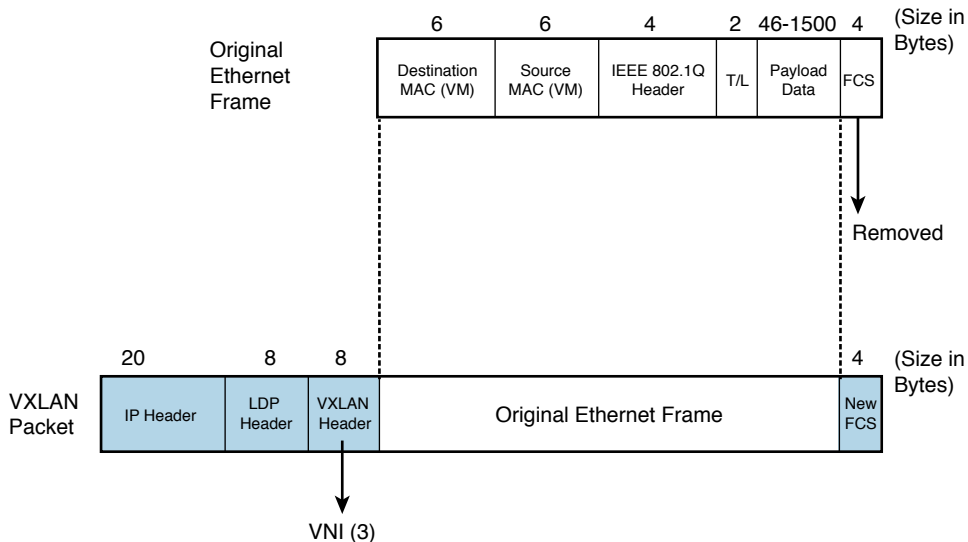 6 6 4 2 46-1500 4 (Size in
Bytes)
Original
Ethernet
Frame
Destination
MAC (VM)
Source
MAC (VM)
IEEE 802.1Q
Header
T/L
Payload
Data
FCS
Removed
20 8 8 4 (Size in
Bytes)
VXLAN
Packet
IP Header
LDP
Header
VXLAN
Header
Original Ethernet Frame
New
FCS
VNI (3)